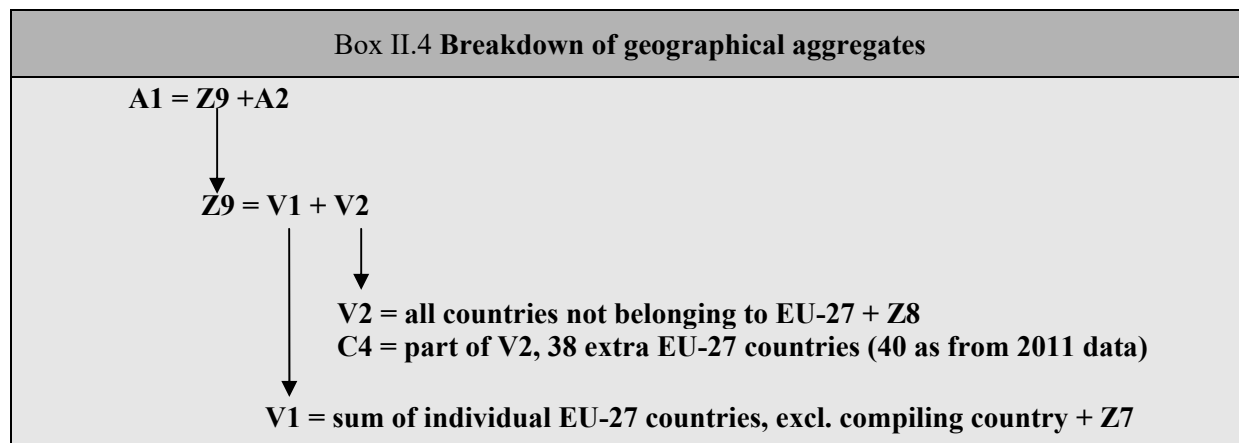 Box II.4 Breakdown of geographical aggregates
A1 = Z9 +A2
Z9 = V1 + V2
V2 = all countries not belonging to EU-27 + Z8
C4 = part of V2, 38 extra EU-27 countries (40 as from 2011 data)
V1 = sum of individual EU-27 countries, excl. compiling country + Z7